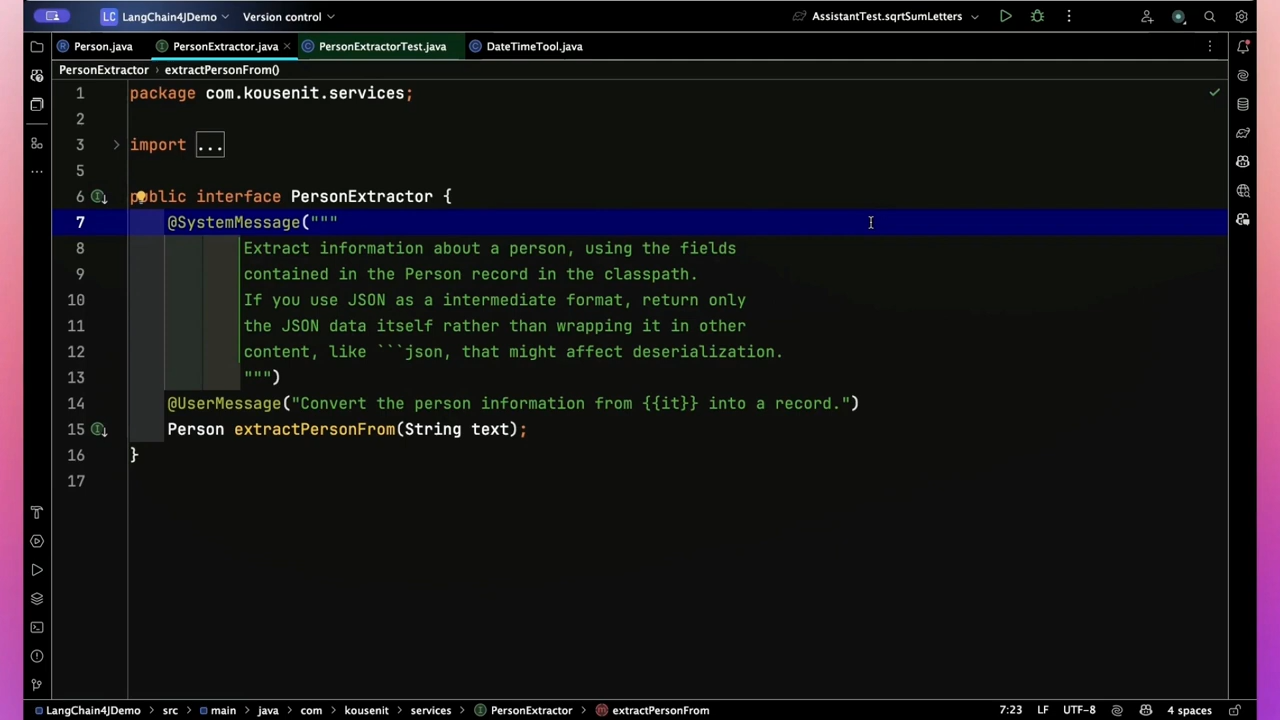 LC LangChain4JDemo Version control AssistantTest.sqrtSumLetters
Person.java PersonExtractor.java PersonExtractorTest.java DateTimeTool.java
PersonExtractor › extractPersonFrom()
1 package com.kousenit.services;
2
3 import ...
5
6 public interface PersonExtractor {
7 @SystemMessage("""
8 Extract information about a person, using the fields
9 contained in the Person record in the classpath.
10 If you use JSON as a intermediate format, return only
11 the JSON data itself rather than wrapping it in other
12 content, like ```json, that might affect deserialization.
13 """)
14 @UserMessage("Convert the person information from {{it}} into a record.")
15 Person extractPersonFrom(String text);
16 }
17
LangChain4JDemo › src › main › java › com › kousenit › services › PersonExtractor › extractPersonFrom 7:23 LF UTF-8 4 spaces